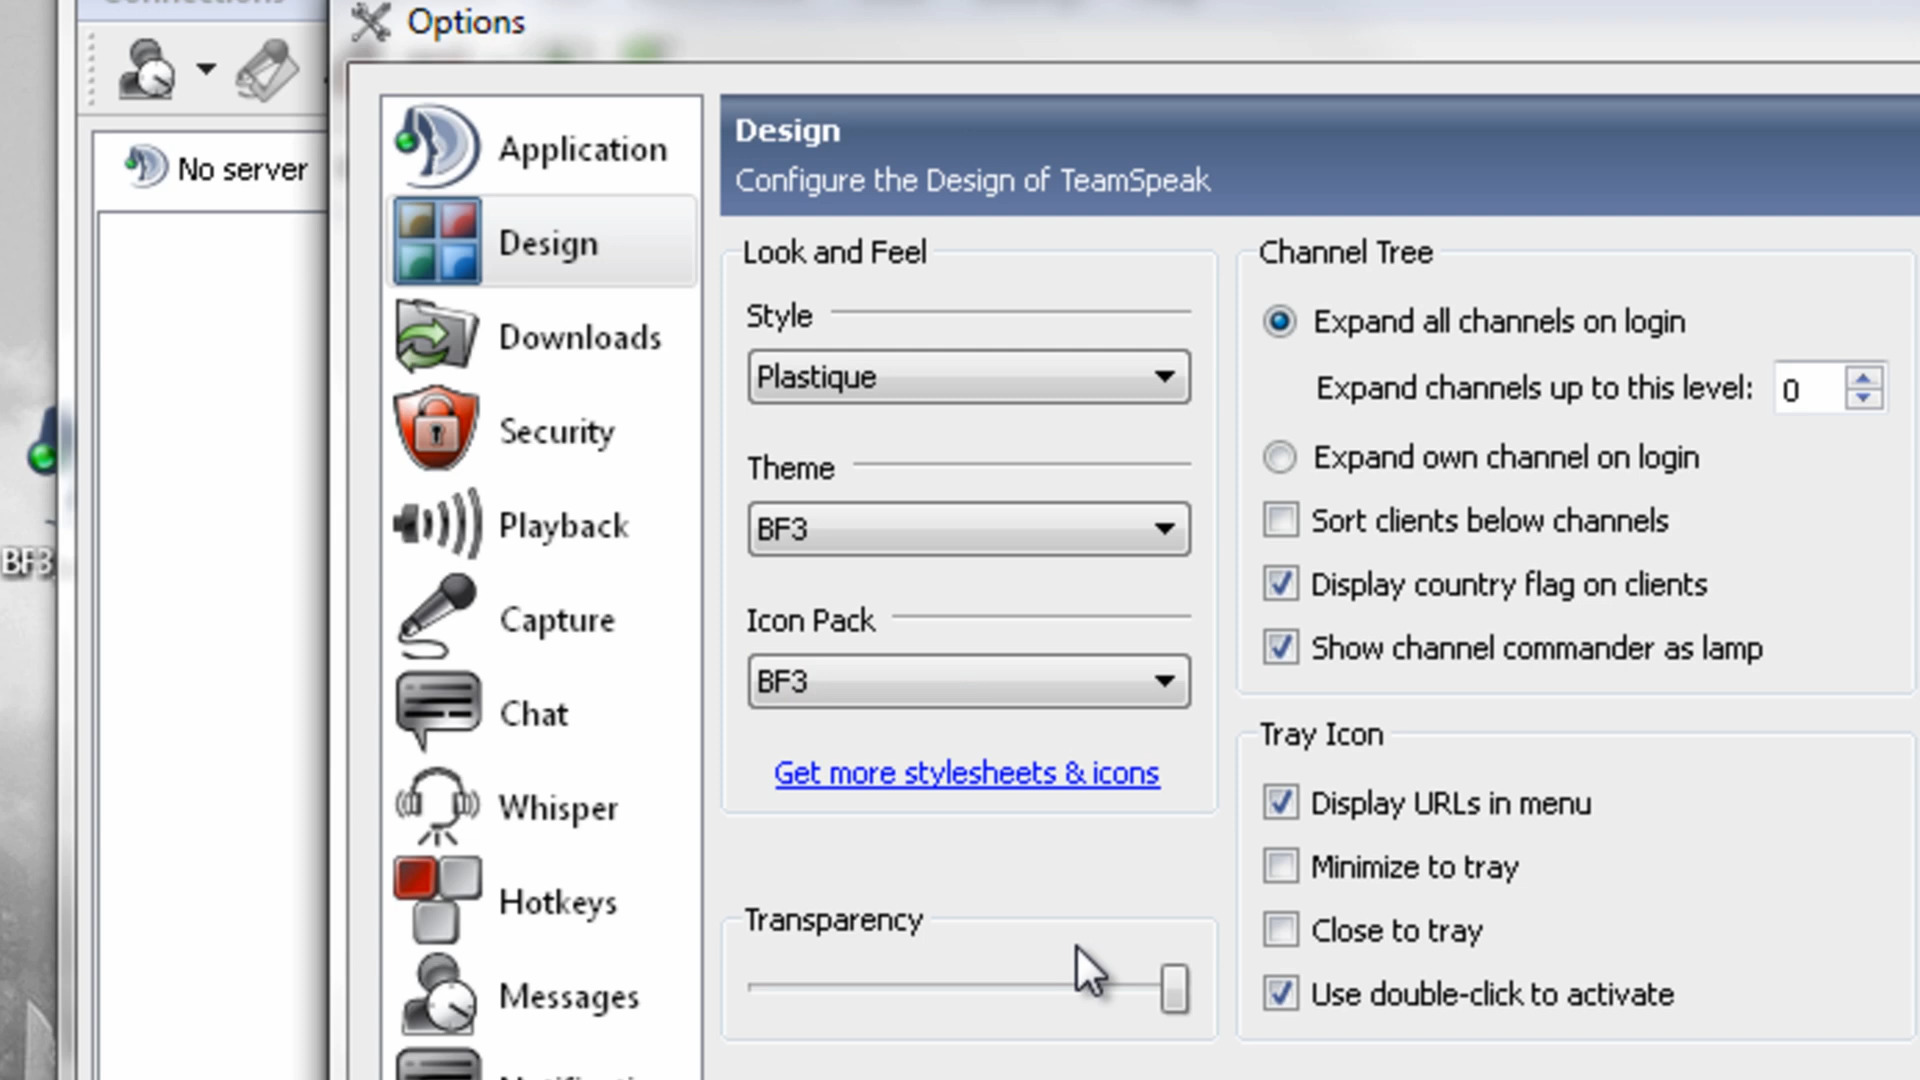 Connections
Options
No server
BF3
Application
Design
Downloads
Security
Playback
Capture
Chat
Whisper
Hotkeys
Messages
Design
Configure the Design of TeamSpeak
Look and Feel
Style
Plastique
Theme
BF3
Icon Pack
BF3
Get more stylesheets & icons
Transparency
Channel Tree
Expand all channels on login
Expand channels up to this level: 0
Expand own channel on login
Sort clients below channels
Display country flag on clients
Show channel commander as lamp
Tray Icon
Display URLs in menu
Minimize to tray
Close to tray
Use double-click to activate